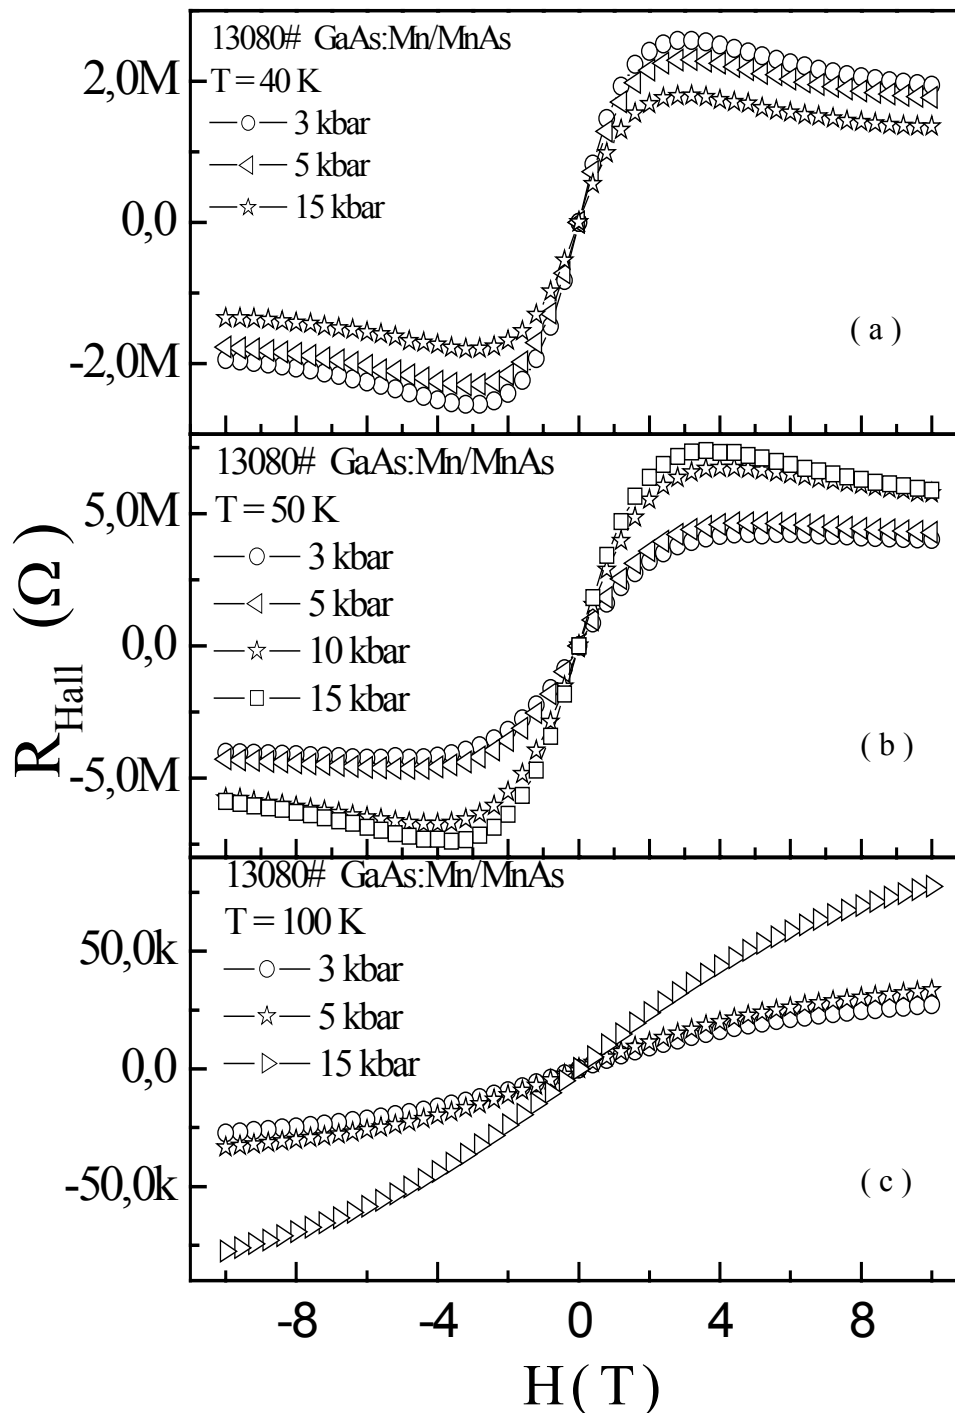 13080# GaAs:Mn/MnAs
T = 40 K
3 kbar
5 kbar
15 kbar
2,0M
0,0
-2,0M
( a )
13080# GaAs:Mn/MnAs
T = 50 K
3 kbar
5 kbar
10 kbar
15 kbar
5,0M
0,0
-5,0M
( b )
R_Hall (Ω)
13080# GaAs:Mn/MnAs
T = 100 K
3 kbar
5 kbar
15 kbar
50,0k
0,0
-50,0k
( c )
-8 -4 0 4 8
H ( T )